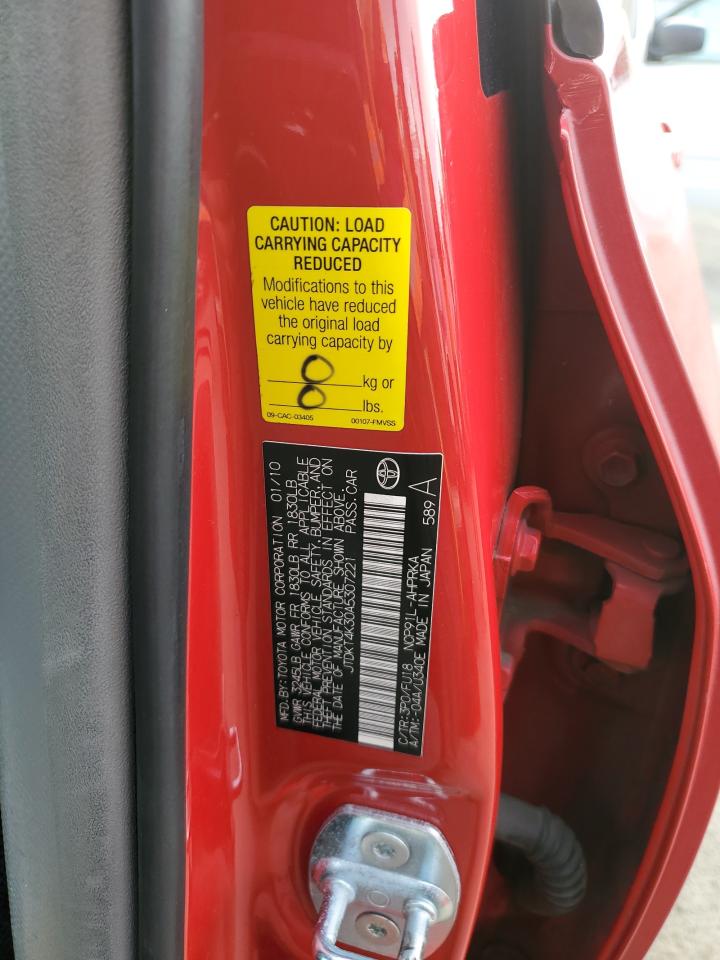 CAUTION: LOAD
CARRYING CAPACITY
REDUCED
Modifications to this
vehicle have reduced
the original load
carrying capacity by
0 kg or
0 lbs.
09-CAC-03405 00107-FMVSS
MFD.BY:TOYOTA MOTOR CORPORATION 01/10
GVWR 3245LB GAWR FR 1830LB RR 1830LB
THIS VEHICLE CONFORMS TO ALL APPLICABLE
FEDERAL MOTOR VEHICLE SAFETY, BUMPER, AND
THEFT PREVENTION STANDARDS IN EFFECT ON
THE DATE OF MANUFACTURE SHOWN ABOVE.
JTDKT4K30A5307221 PASS.CAR
C/TR:3P0/FU18 NCP91L-AHPRKA
A/TM:-04A/U340E MADE IN JAPAN 589 A